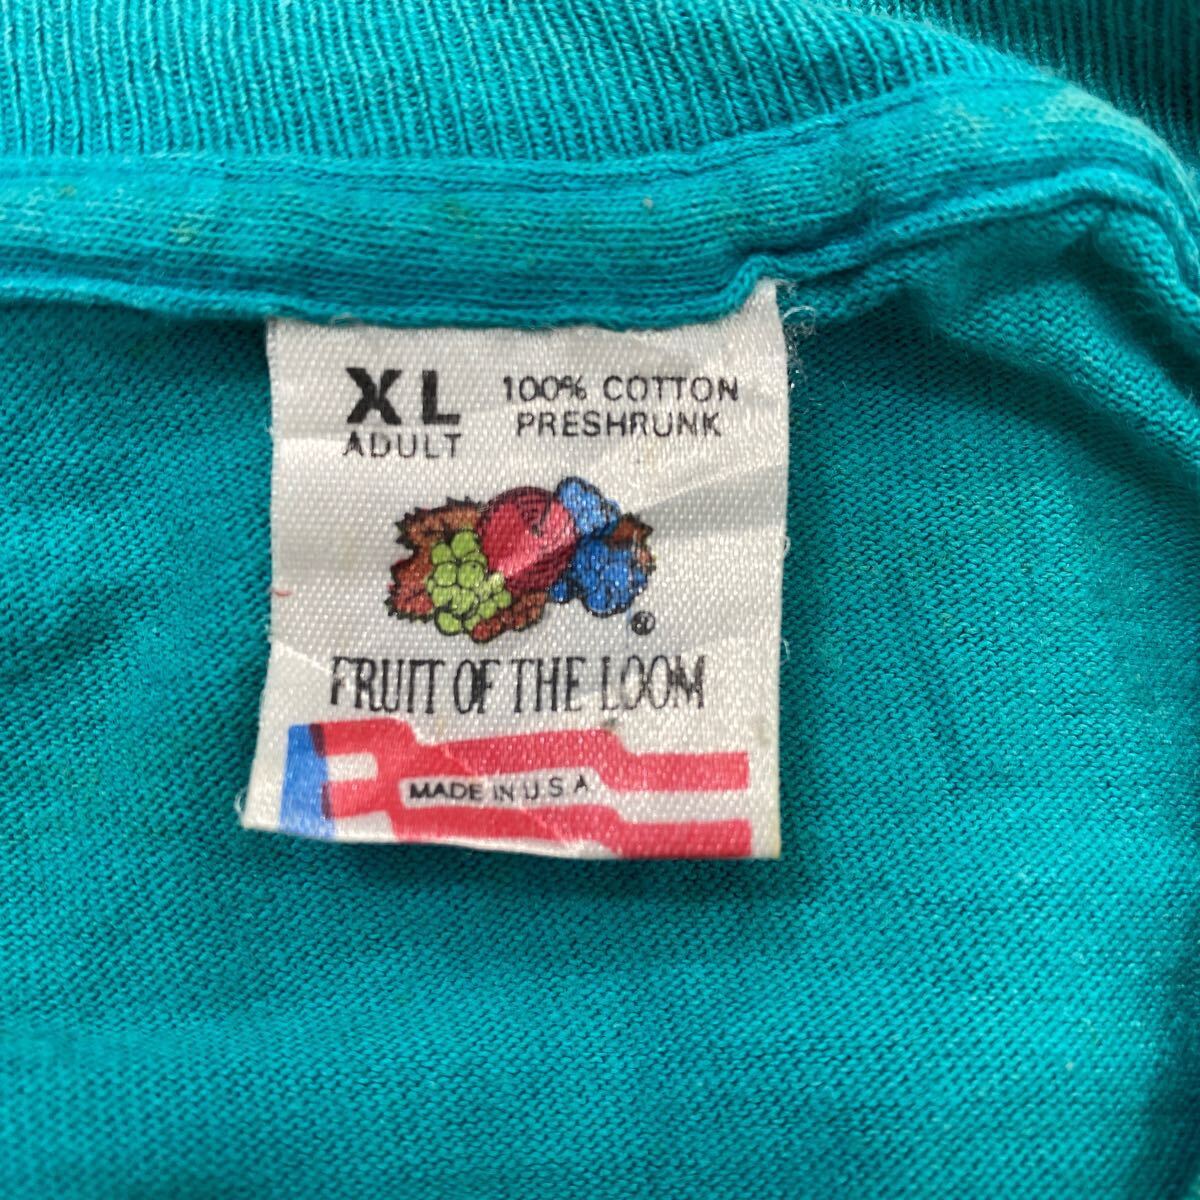 XL
ADULT
100% COTTON
PRESHRUNK
®
FRUIT OF THE LOOM
MADE IN U.S.A